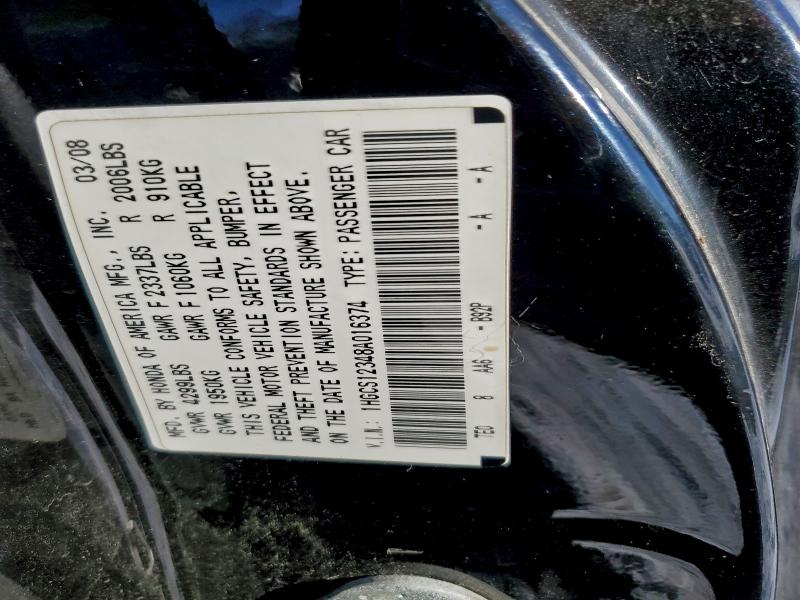 MFD. BY HONDA OF AMERICA MFG., INC. 03/08
GVWR 4299LBS GAWR F 2337LBS R 2006LBS
GVWR 1950KG GAWR F 1060KG R 910KG
THIS VEHICLE CONFORMS TO ALL APPLICABLE
FEDERAL MOTOR VEHICLE SAFETY, BUMPER,
AND THEFT PREVENTION STANDARDS IN EFFECT
ON THE DATE OF MANUFACTURE SHOWN ABOVE.
V.I.N.: 1HGCS12348A016374 TYPE: PASSENGER CAR
TE0 8 AA6 - B92P - A - A